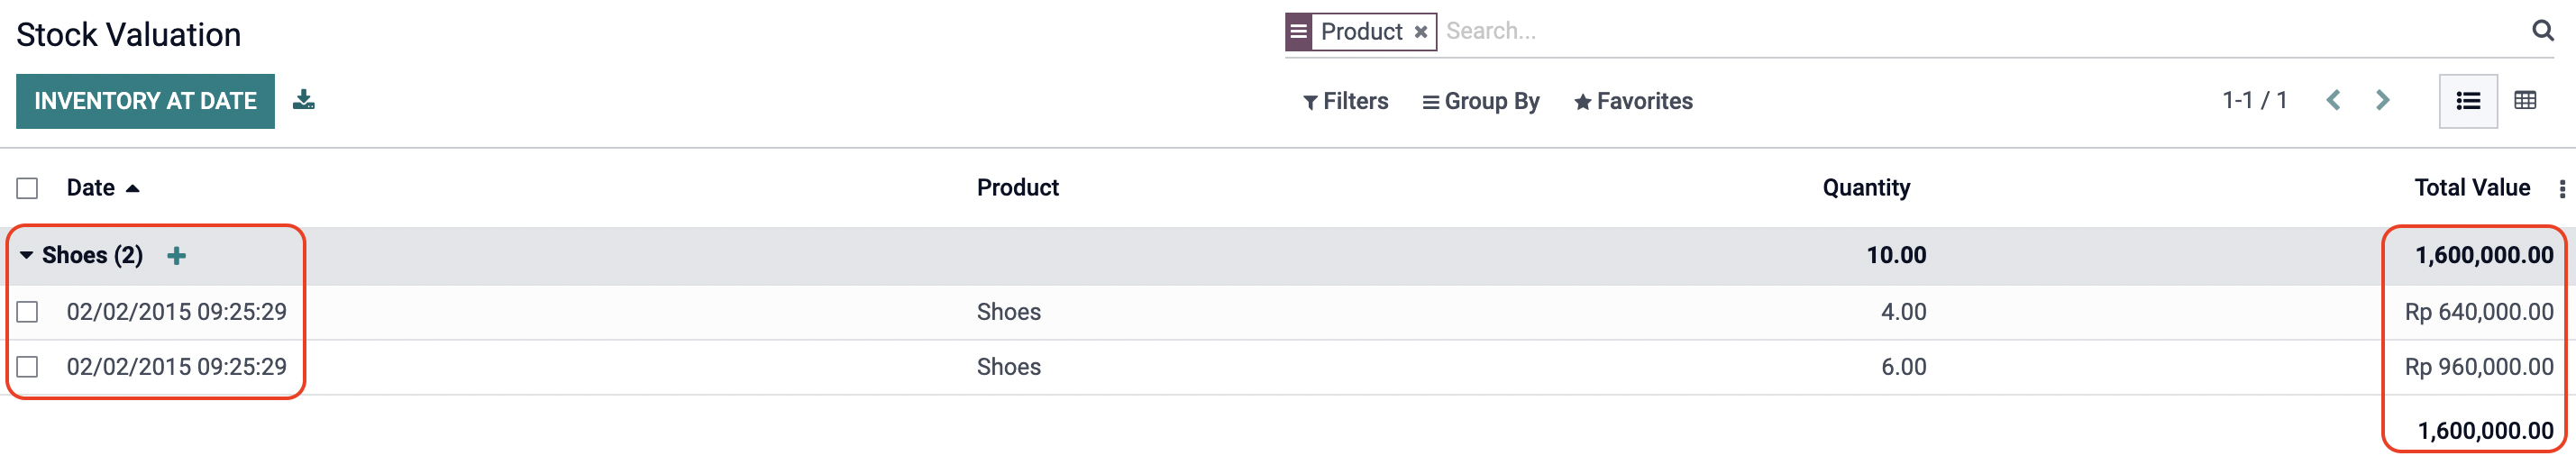 Stock Valuation
Product Search...
INVENTORY AT DATE
Filters Group By Favorites
1-1 / 1
Date Product Quantity Total Value
Shoes (2) 10.00 1,600,000.00
02/02/2015 09:25:29 Shoes 4.00 Rp 640,000.00
02/02/2015 09:25:29 Shoes 6.00 Rp 960,000.00
1,600,000.00